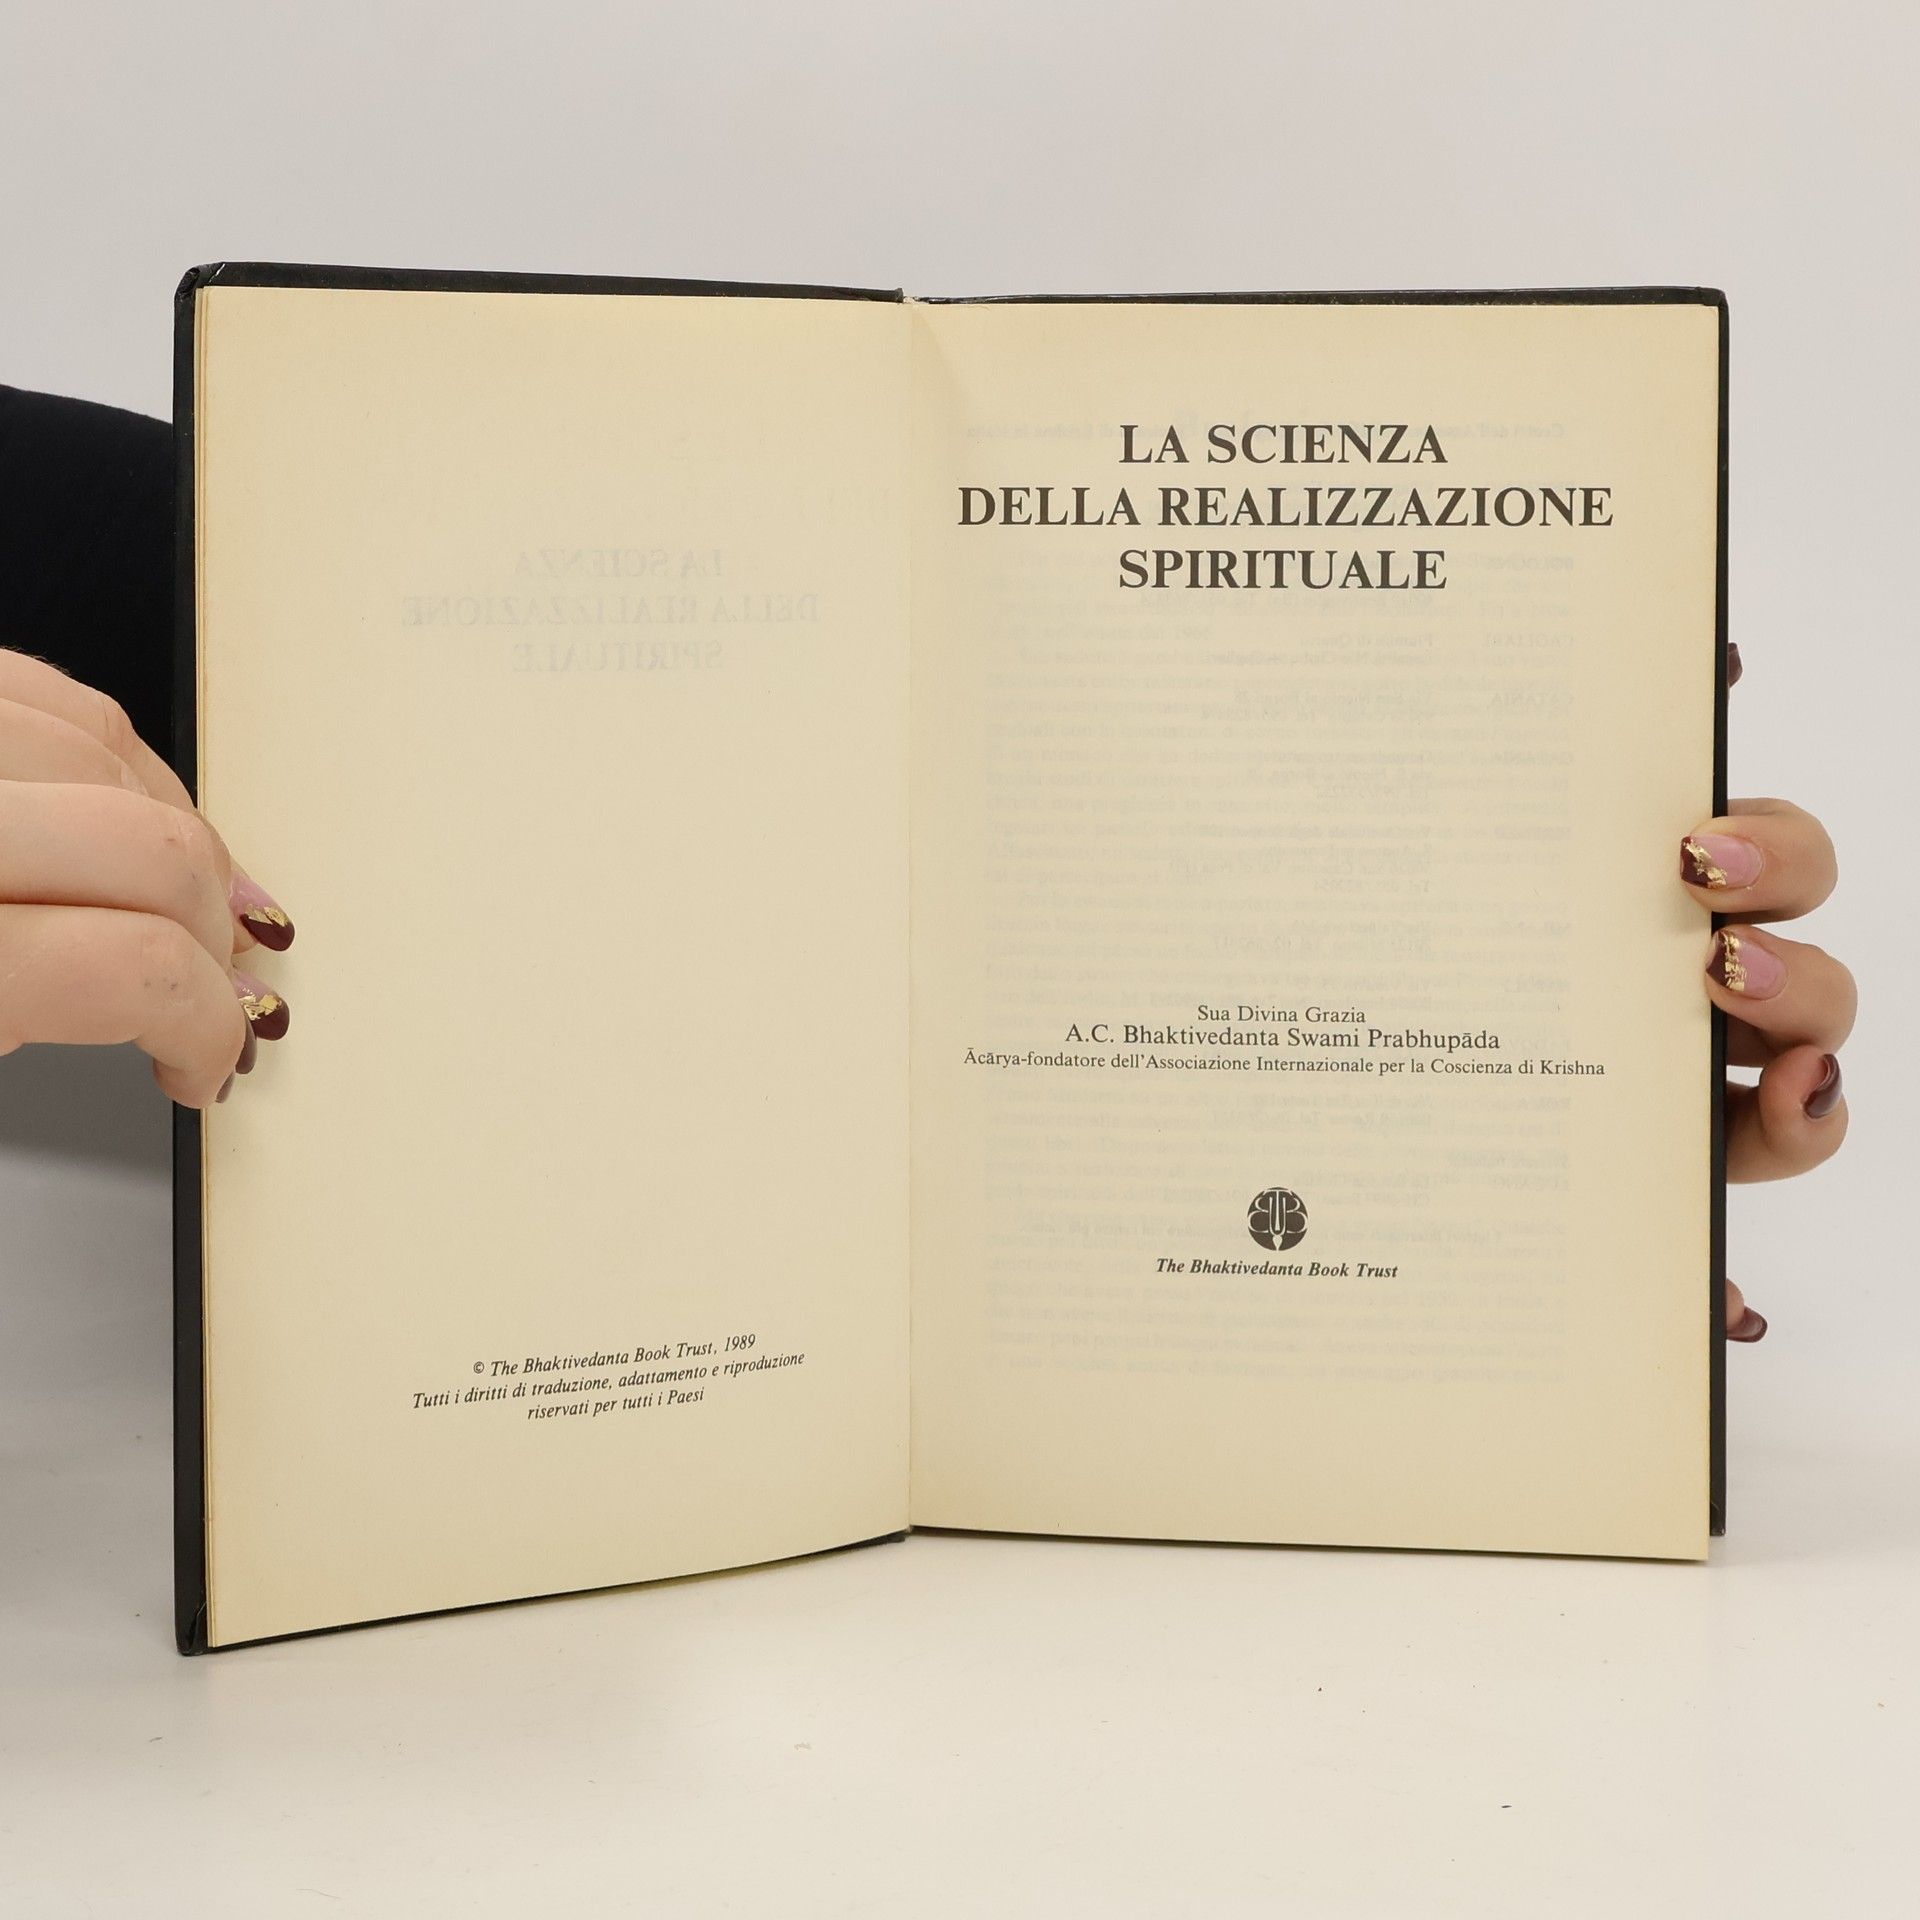 © The Bhaktivedanta Book Trust, 1989
Tutti i diritti di traduzione, adattamento e riproduzione
riservati per tutti i Paesi
LA SCIENZA
DELLA REALIZZAZIONE
SPIRITUALE
Sua Divina Grazia
A.C. Bhaktivedanta Swami Prabhupāda
Ācārya-fondatore dell'Associazione Internazionale per la Coscienza di Krishna
The Bhaktivedanta Book Trust